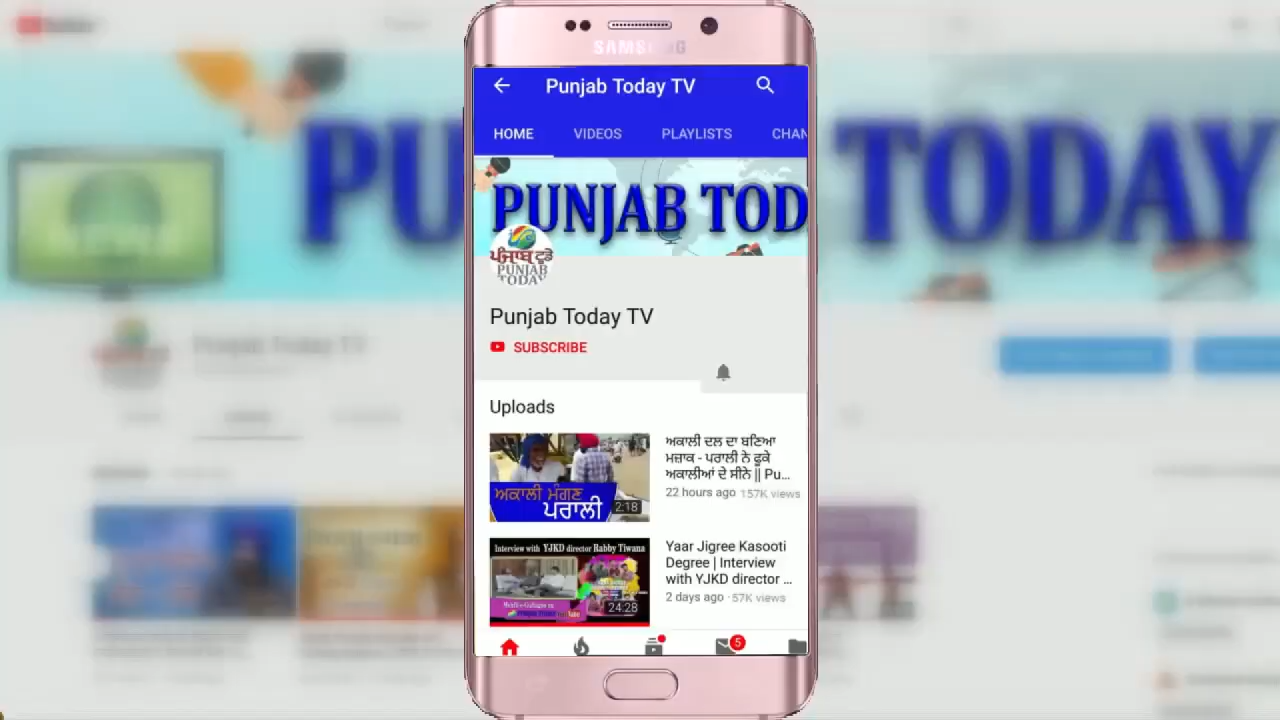 SAMSUNG
Punjab Today TV
HOME VIDEOS PLAYLISTS CHAN
PUNJAB TOD
TODAY
PU
ਪੰਜਾਬ ਟੂਡੇ
PUNJAB
TODAY
Punjab Today TV
SUBSCRIBE
Uploads
ਅਕਾਲੀ ਮੰਗਣ
ਪਰਾਲੀ
2:18
ਅਕਾਲੀ ਦਲ ਦਾ ਬਣਿਆ
ਮਜ਼ਾਕ - ਪਰਾਲੀ ਨੇ ਫੂਕੇ
ਅਕਾਲੀਆਂ ਦੇ ਸੀਨੇ || Pu...
22 hours ago 157K views
Interview with YJKD director Rabby Tiwana
24:28
Yaar Jigree Kasooti
Degree | Interview
with YJKD director ...
2 days ago · 57K views
5